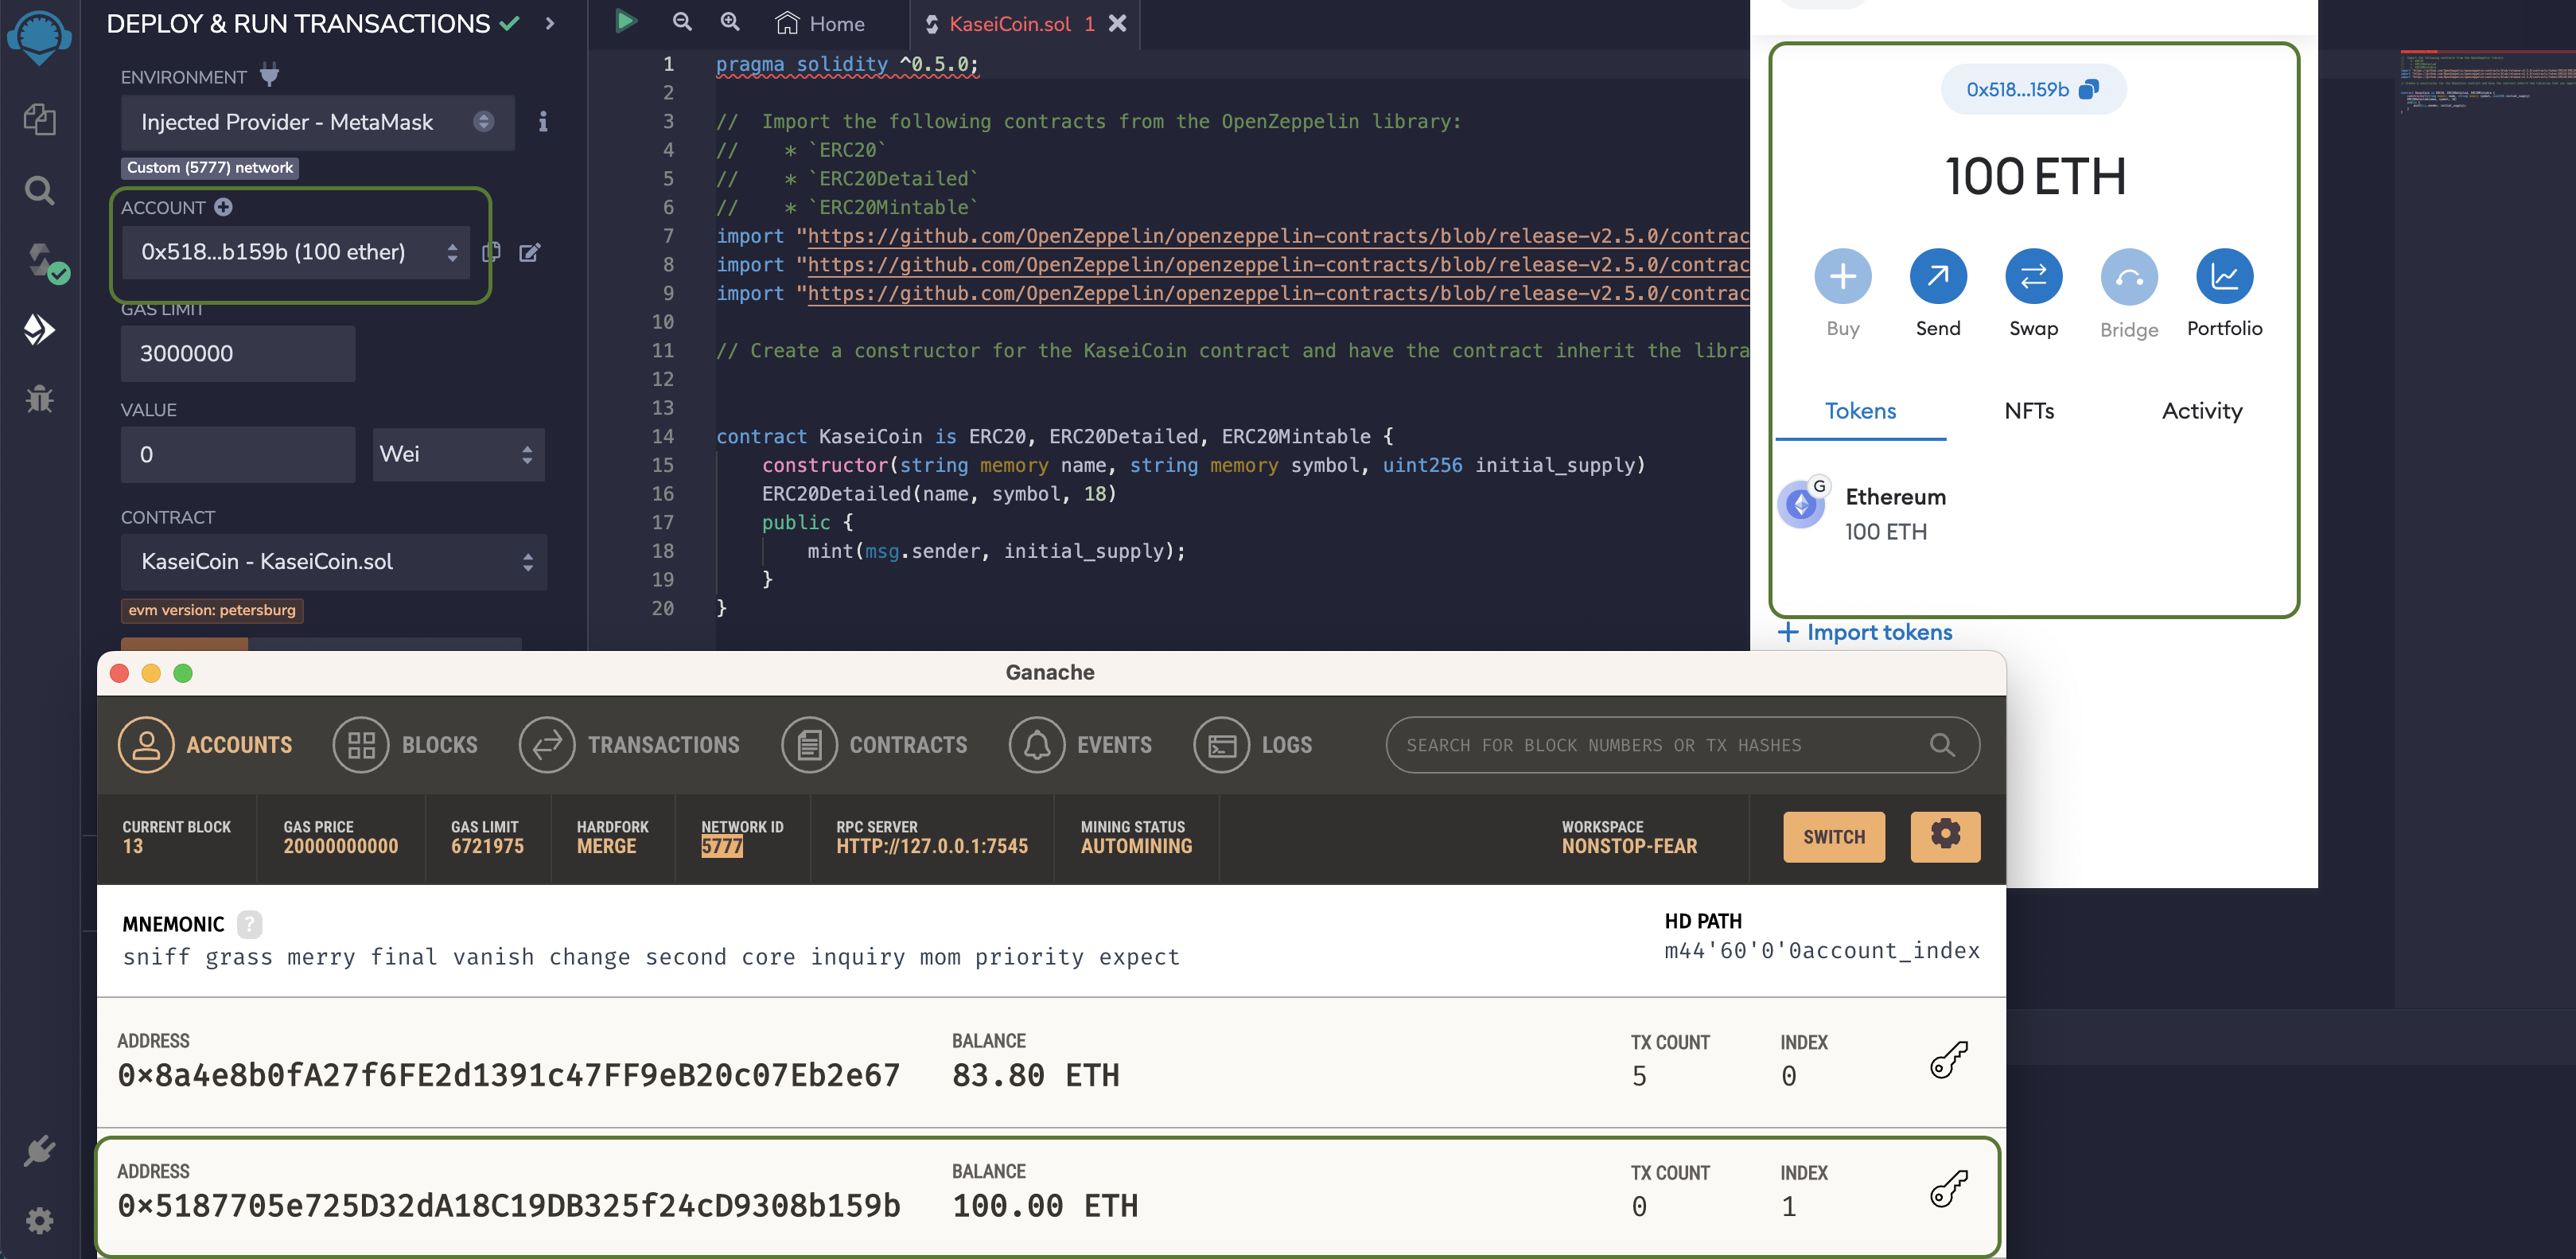 DEPLOY & RUN TRANSACTIONS
ENVIRONMENT
Injected Provider - MetaMask
Custom (5777) network
ACCOUNT
0x518...b159b (100 ether)
GAS LIMIT
3000000
VALUE
0
Wei
CONTRACT
KaseiCoin - KaseiCoin.sol
evm version: petersburg
Home
KaseiCoin.sol 1
1 pragma solidity ^0.5.0;
2
3 //  Import the following contracts from the OpenZeppelin library:
4 //    * `ERC20`
5 //    * `ERC20Detailed`
6 //    * `ERC20Mintable`
7 import "https://github.com/OpenZeppelin/openzeppelin-contracts/blob/release-v2.5.0/contrac
8 import "https://github.com/OpenZeppelin/openzeppelin-contracts/blob/release-v2.5.0/contrac
9 import "https://github.com/OpenZeppelin/openzeppelin-contracts/blob/release-v2.5.0/contrac
10
11 // Create a constructor for the KaseiCoin contract and have the contract inherit the libra
12
13
14 contract KaseiCoin is ERC20, ERC20Detailed, ERC20Mintable {
15     constructor(string memory name, string memory symbol, uint256 initial_supply)
16     ERC20Detailed(name, symbol, 18)
17     public {
18         mint(msg.sender, initial_supply);
19     }
20 }
0x518...159b
100 ETH
Buy
Send
Swap
Bridge
Portfolio
Tokens
NFTs
Activity
G
Ethereum
100 ETH
+ Import tokens
Ganache
ACCOUNTS
BLOCKS
TRANSACTIONS
CONTRACTS
EVENTS
LOGS
SEARCH FOR BLOCK NUMBERS OR TX HASHES
CURRENT BLOCK
13
GAS PRICE
20000000000
GAS LIMIT
6721975
HARDFORK
MERGE
NETWORK ID
5777
RPC SERVER
HTTP://127.0.0.1:7545
MINING STATUS
AUTOMINING
WORKSPACE
NONSTOP-FEAR
SWITCH
MNEMONIC ?
sniff grass merry final vanish change second core inquiry mom priority expect
HD PATH
m44'60'0'0account_index
ADDRESS
0×8a4e8b0fA27f6FE2d1391c47FF9eB20c07Eb2e67
BALANCE
83.80 ETH
TX COUNT
5
INDEX
0
ADDRESS
0×5187705e725D32dA18C19DB325f24cD9308b159b
BALANCE
100.00 ETH
TX COUNT
0
INDEX
1